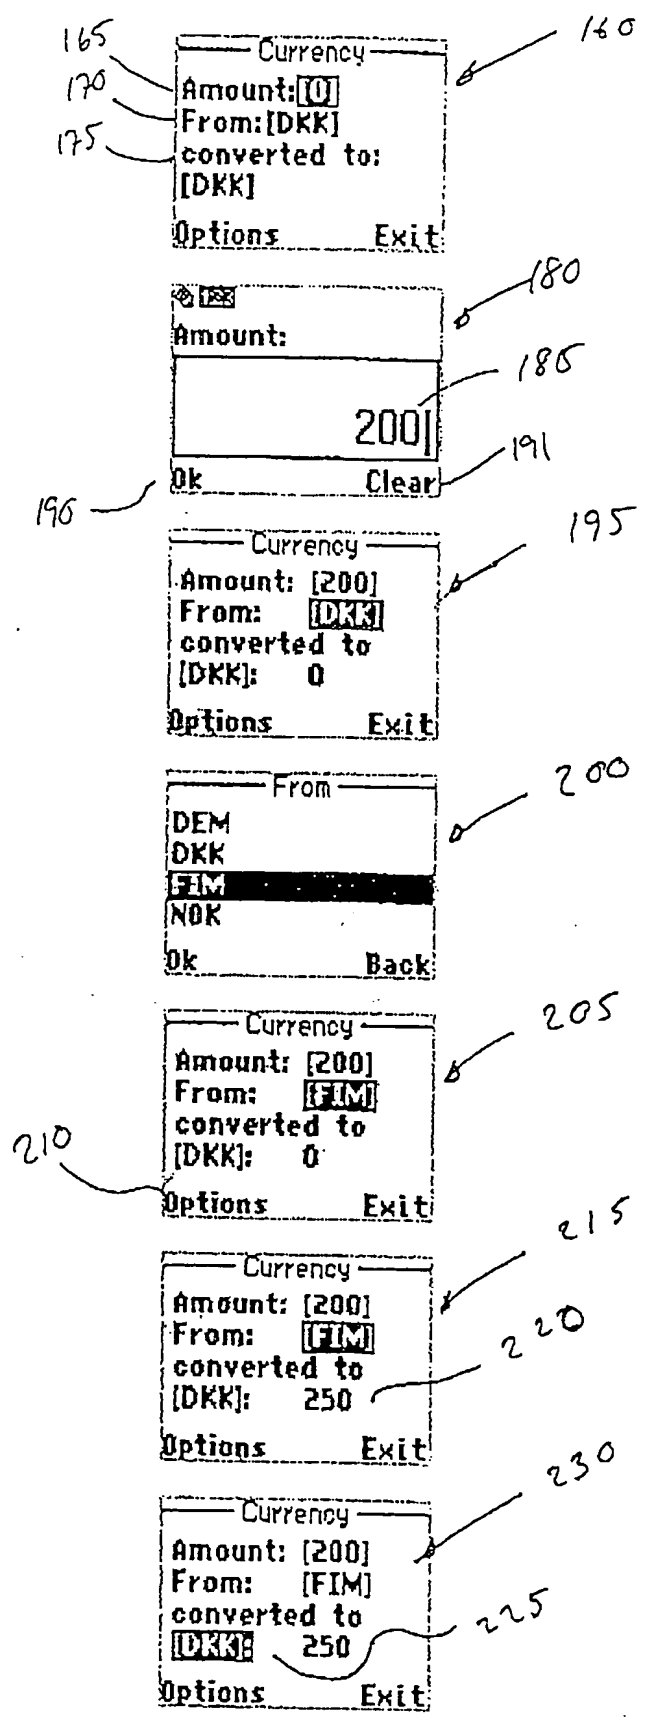 165
160
Currency
Amount:[0]
170
From:[DKK]
175
converted to:
[DKK]
Options Exit
180
123
Amount:
186
200
191
Ok Clear
190
195
Currency
Amount: [200]
From: [DKK]
converted to
[DKK]: 0
Options Exit
200
From
DEM
DKK
FIM
NOK
Ok Back
205
Currency
Amount: [200]
From: [FIM]
converted to
210
[DKK]: 0
Options Exit
215
Currency
Amount: [200]
220
From: [FIM]
converted to
[DKK]: 250
Options Exit
230
Currency
Amount: [200]
From: [FIM]
225
converted to
[DKK]: 250
Options Exit